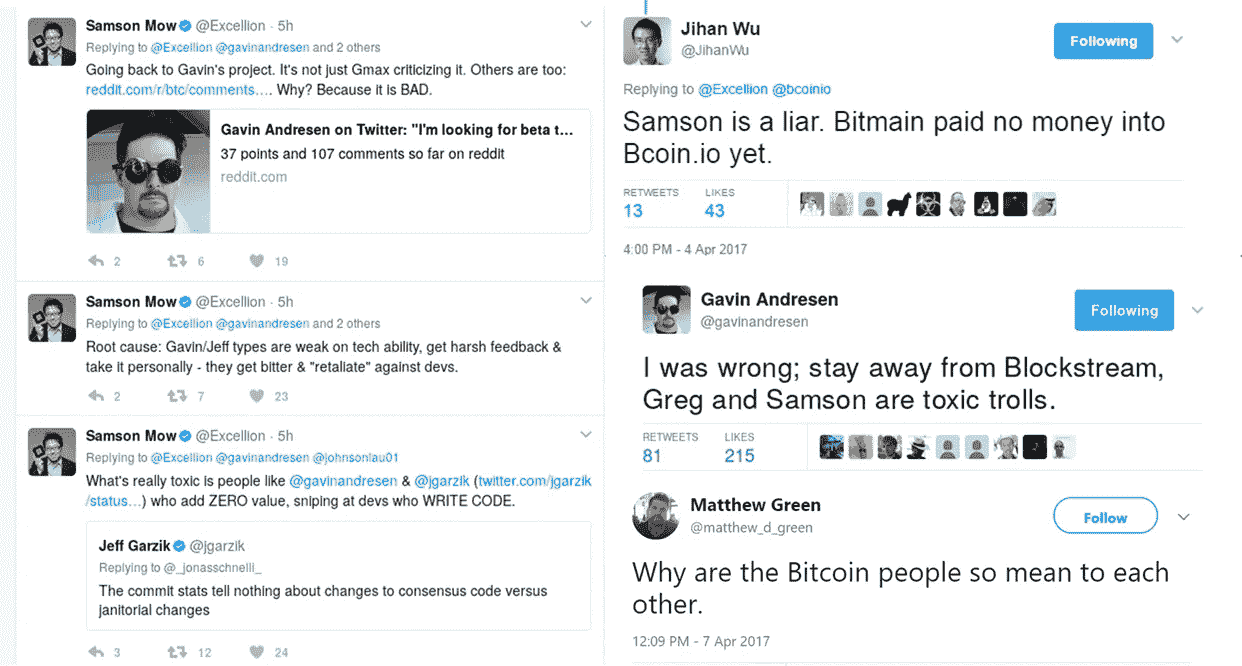 Samson Mow @Excellion · 5h
Replying to @Excellion @gavinandresen and 2 others
Going back to Gavin's project. It's not just Gmax criticizing it. Others are too:
reddit.com/r/btc/comments.... Why? Because it is BAD.
Gavin Andresen on Twitter: "I'm looking for beta t...
37 points and 107 comments so far on reddit
reddit.com
2 6 19
Samson Mow @Excellion · 5h
Replying to @Excellion @gavinandresen and 2 others
Root cause: Gavin/Jeff types are weak on tech ability, get harsh feedback &
take it personally - they get bitter & "retaliate" against devs.
2 7 23
Samson Mow @Excellion · 5h
Replying to @Excellion @gavinandresen @johnsonlau01
What's really toxic is people like @gavinandresen & @jgarzik (twitter.com/jgarzik
/status...) who add ZERO value, sniping at devs who WRITE CODE.
Jeff Garzik @jgarzik
Replying to @_jonasschnelli_
The commit stats tell nothing about changes to consensus code versus
janitorial changes
3 12 24
Jihan Wu
@JihanWu
Following
Replying to @Excellion @bcoinio
Samson is a liar. Bitmain paid no money into
Bcoin.io yet.
RETWEETS LIKES
13 43
4:00 PM - 4 Apr 2017
Gavin Andresen
@gavinandresen
Following
I was wrong; stay away from Blockstream,
Greg and Samson are toxic trolls.
RETWEETS LIKES
81 215
Matthew Green
@matthew_d_green
Follow
Why are the Bitcoin people so mean to each
other.
12:09 PM - 7 Apr 2017